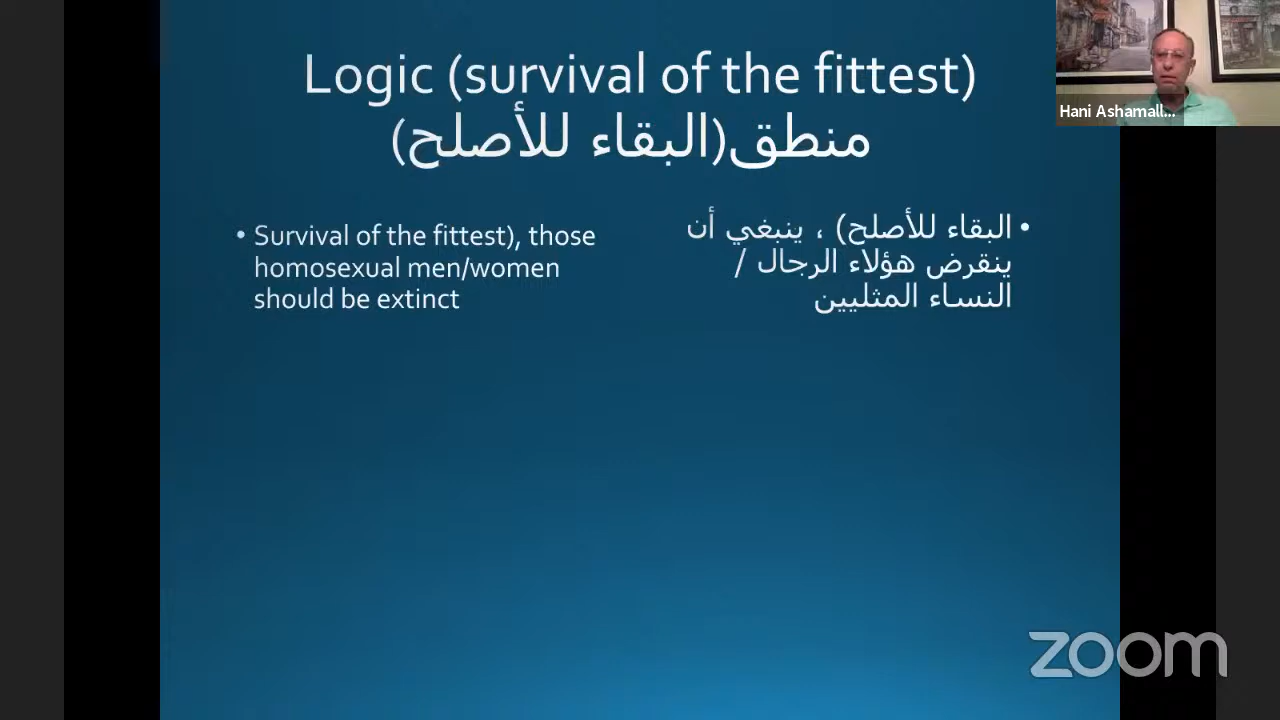 Logic (survival of the fittest)
منطق(البقاء للأصلح)
• Survival of the fittest), those
homosexual men/women
should be extinct
• البقاء للأصلح) ، ينبغي أن
ينقرض هؤلاء الرجال /
النساء المثليين
Hani Ashamall...
zoom